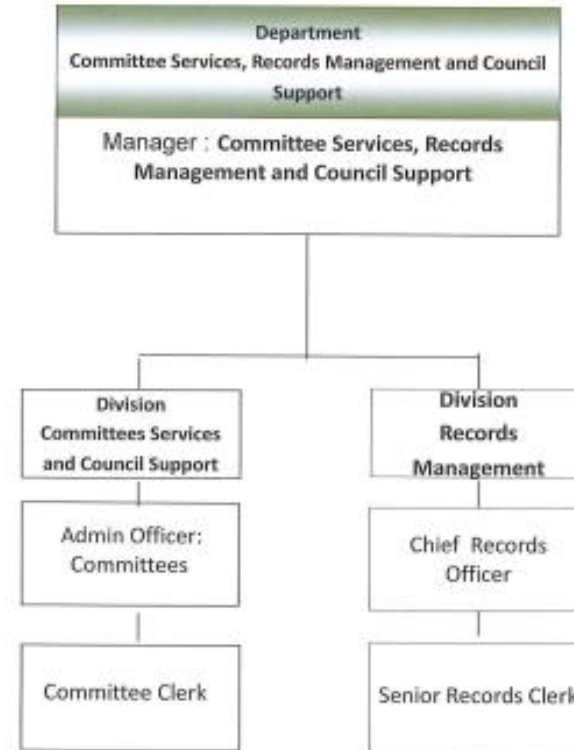 Department
Committee Services, Records Management and Council
Support
Manager : Committee Services, Records
Management and Council Support
Division
Committees Services
and Council Support
Division
Records
Management
Admin Officer:
Committees
Chief Records
Officer
Committee Clerk
Senior Records Clerk